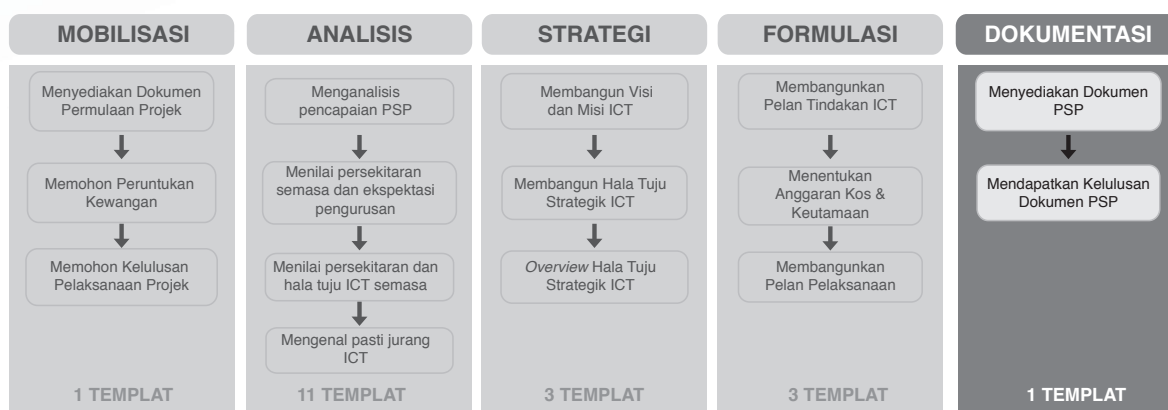 MOBILISASI
Menyediakan Dokumen
Permulaan Projek
Memohon Peruntukan
Kewangan
Memohon Kelulusan
Pelaksanaan Projek
1 TEMPLAT
ANALISIS
Menganalisis
pencapaian PSP
Menilai persekitaran
semasa dan ekspektasi
pengurusan
Menilai persekitaran dan
hala tuju ICT semasa
Mengenal pasti jurang
ICT
11 TEMPLAT
STRATEGI
Membangun Visi
dan Misi ICT
Membangun Hala Tuju
Strategik ICT
Overview Hala Tuju
Strategik ICT
3 TEMPLAT
FORMULASI
Membangunkan
Pelan Tindakan ICT
Menentukan
Anggaran Kos &
Keutamaan
Membangunkan
Pelan Pelaksanaan
3 TEMPLAT
DOKUMENTASI
Menyediakan Dokumen
PSP
Mendapatkan Kelulusan
Dokumen PSP
1 TEMPLAT